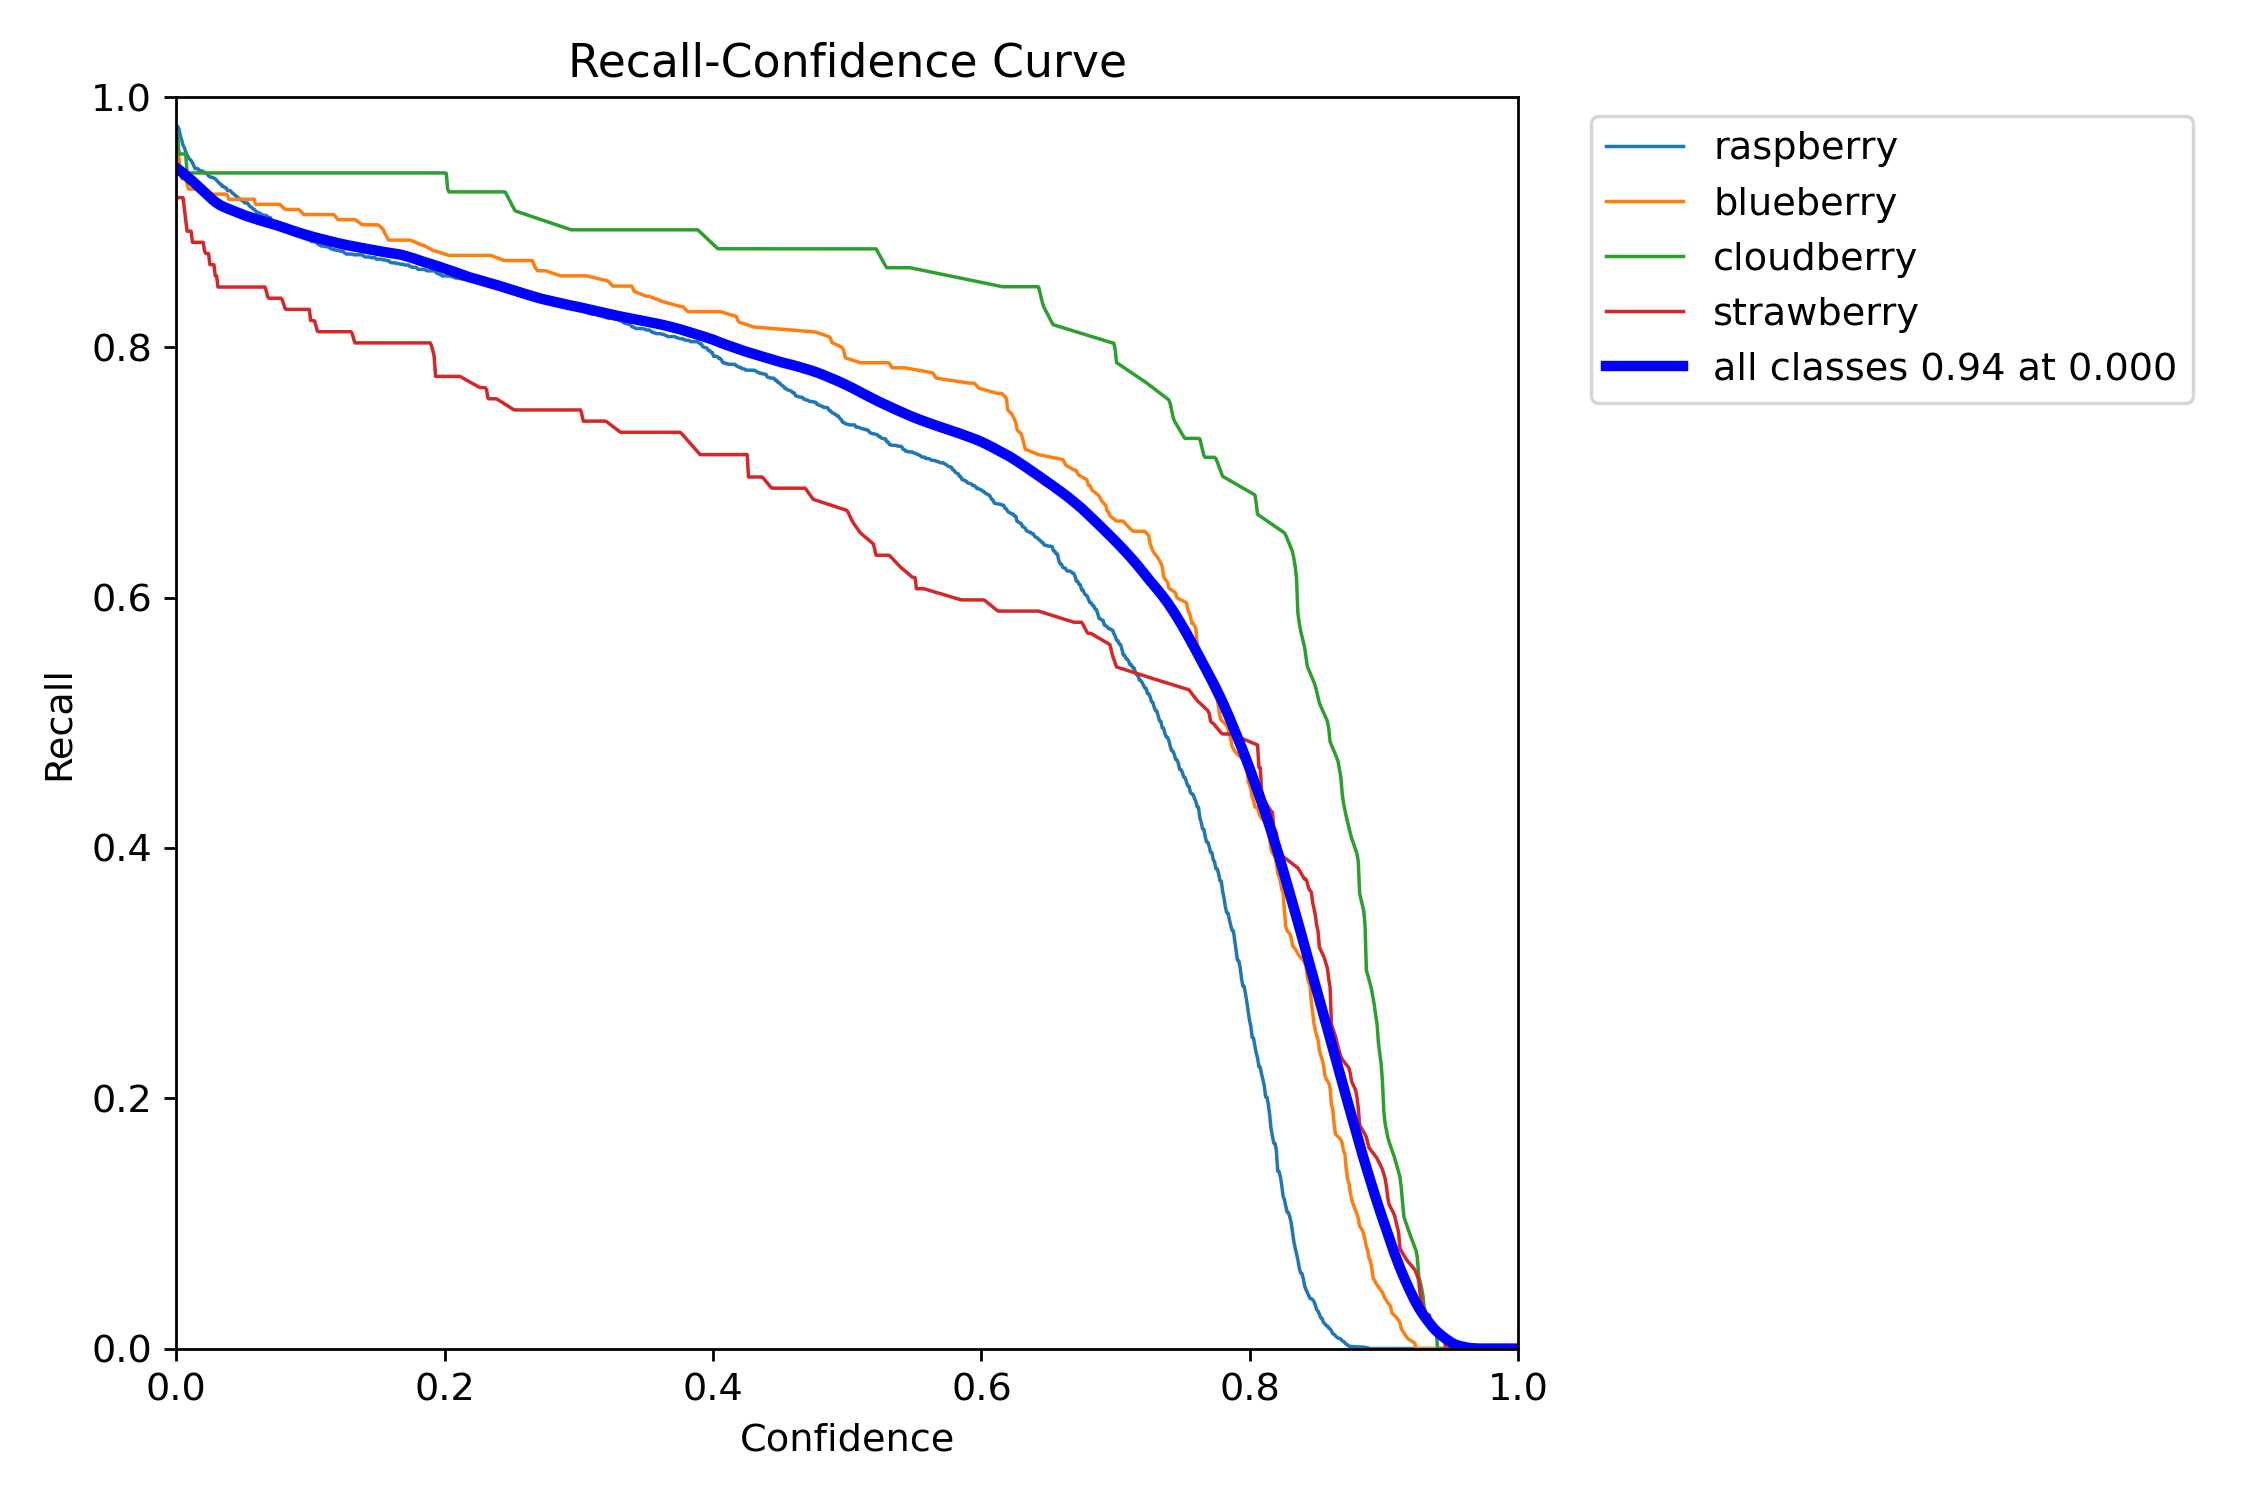 Recall-Confidence Curve
1.0
0.8
0.6
0.4
0.2
0.0
Recall
0.0 0.2 0.4 0.6 0.8 1.0
Confidence
raspberry
blueberry
cloudberry
strawberry
all classes 0.94 at 0.000